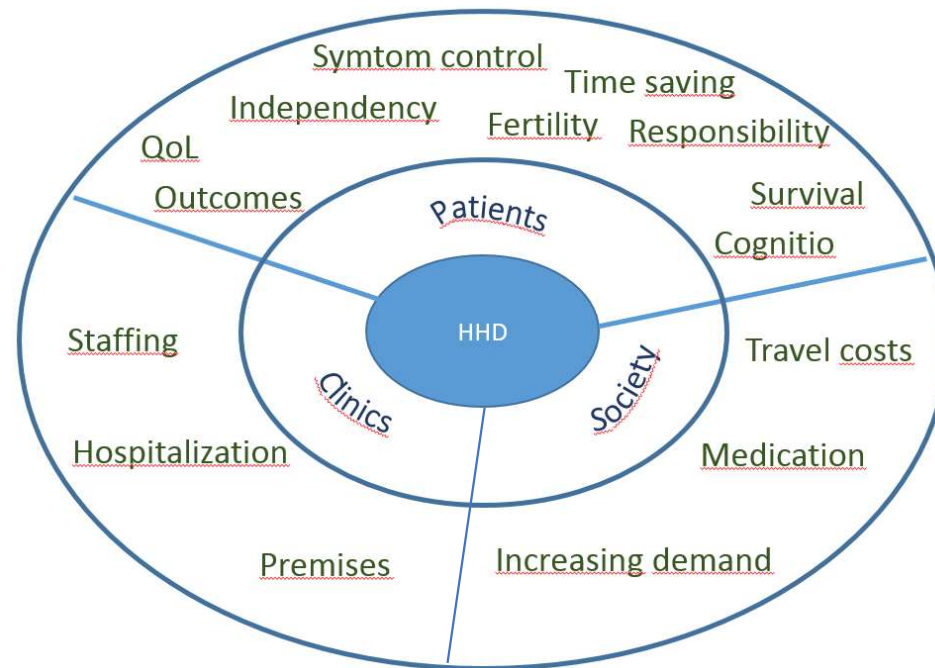 Symtom control
Time saving
Independency
Fertility
Responsibility
QoL
Outcomes
Survival
Patients
Cognitio
HHD
Staffing
Travel costs
Clinics
Society
Hospitalization
Medication
Premises
Increasing demand